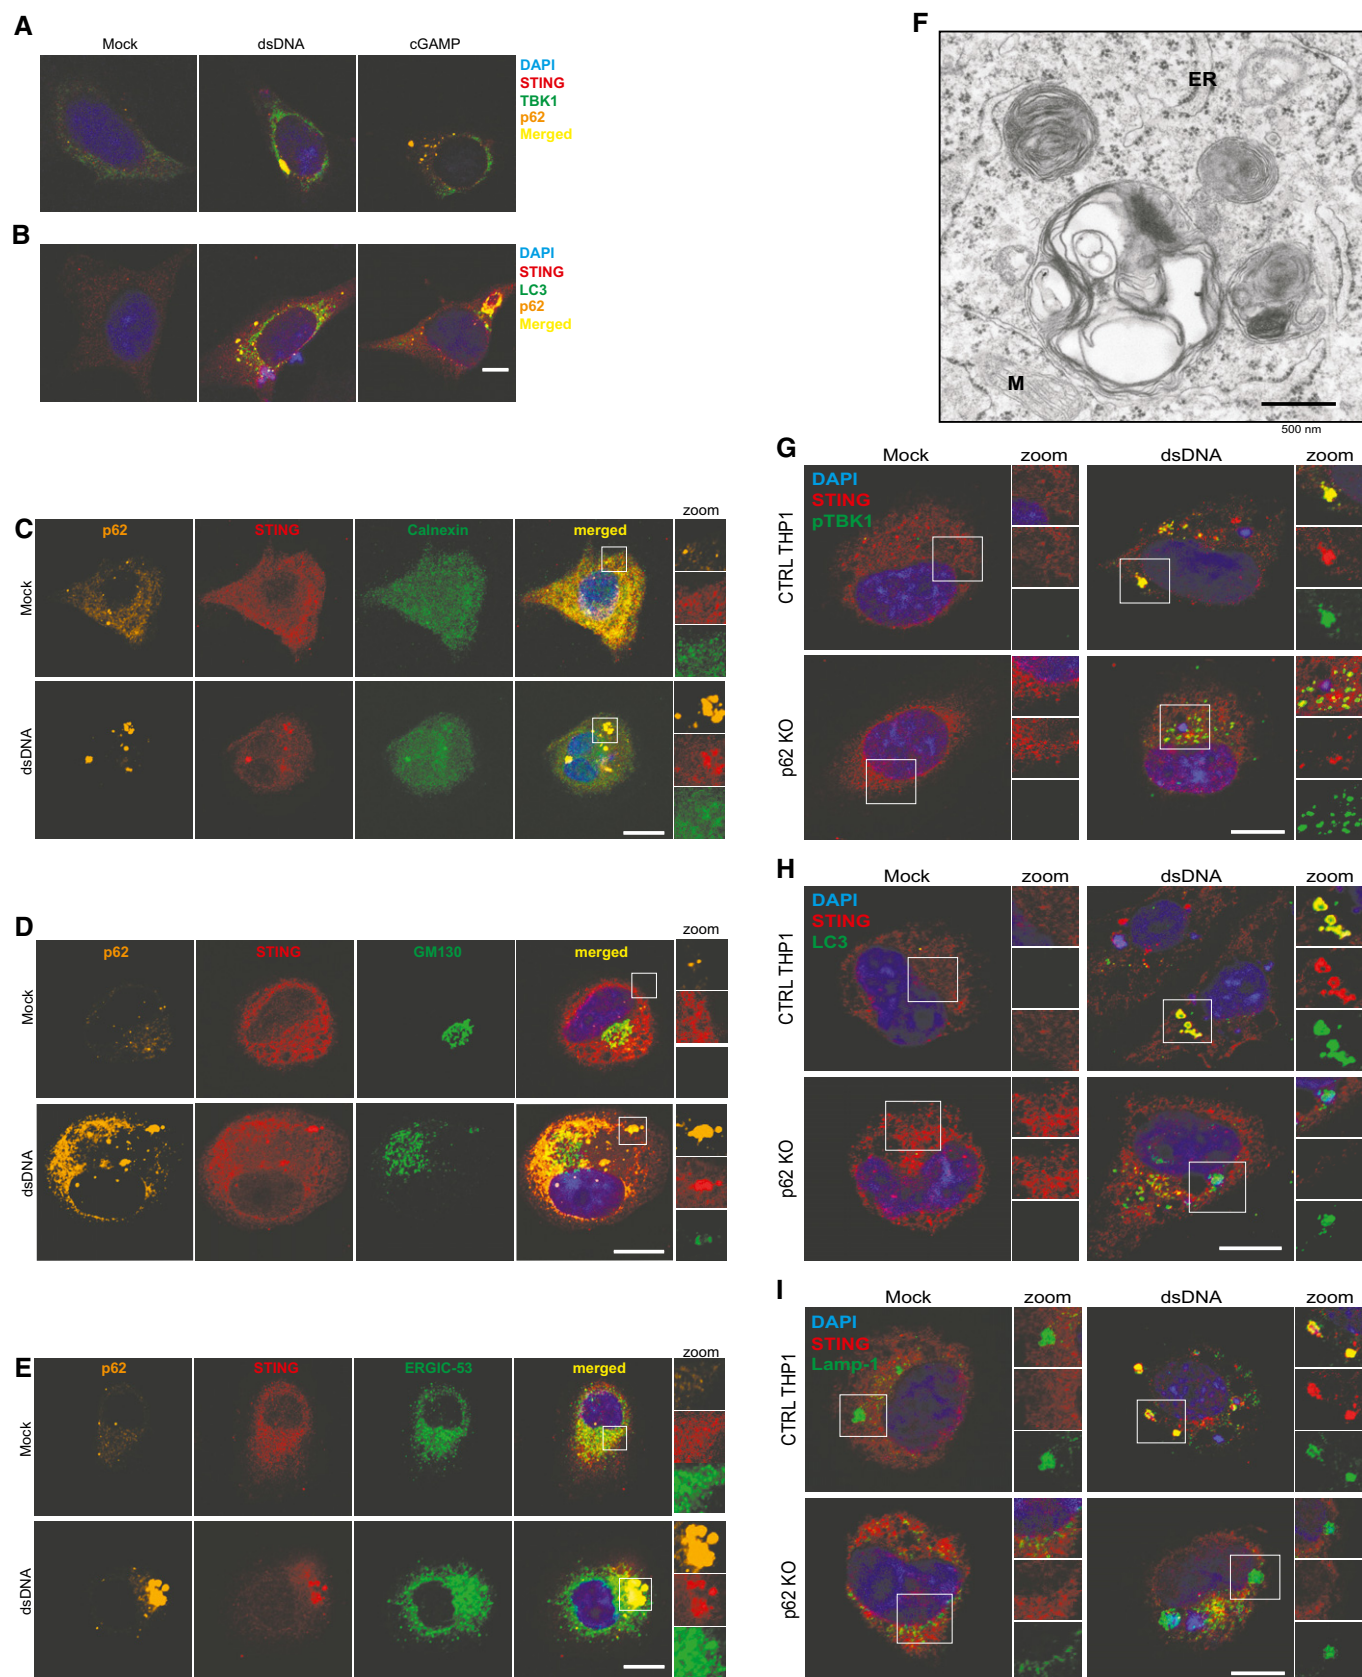 A
Mock
dsDNA
cGAMP
DAPI
STING
TBK1
p62
Merged
B
DAPI
STING
LC3
p62
Merged
C
p62
STING
Calnexin
merged
zoom
Mock
dsDNA
D
p62
STING
GM130
merged
zoom
Mock
dsDNA
E
p62
STING
ERGIC-53
merged
zoom
Mock
dsDNA
F
ER
M
500 nm
G
Mock
zoom
dsDNA
zoom
DAPI
STING
pTBK1
CTRL THP1
p62 KO
H
Mock
zoom
dsDNA
zoom
DAPI
STING
LC3
CTRL THP1
p62 KO
I
Mock
zoom
dsDNA
zoom
DAPI
STING
Lamp-1
CTRL THP1
p62 KO